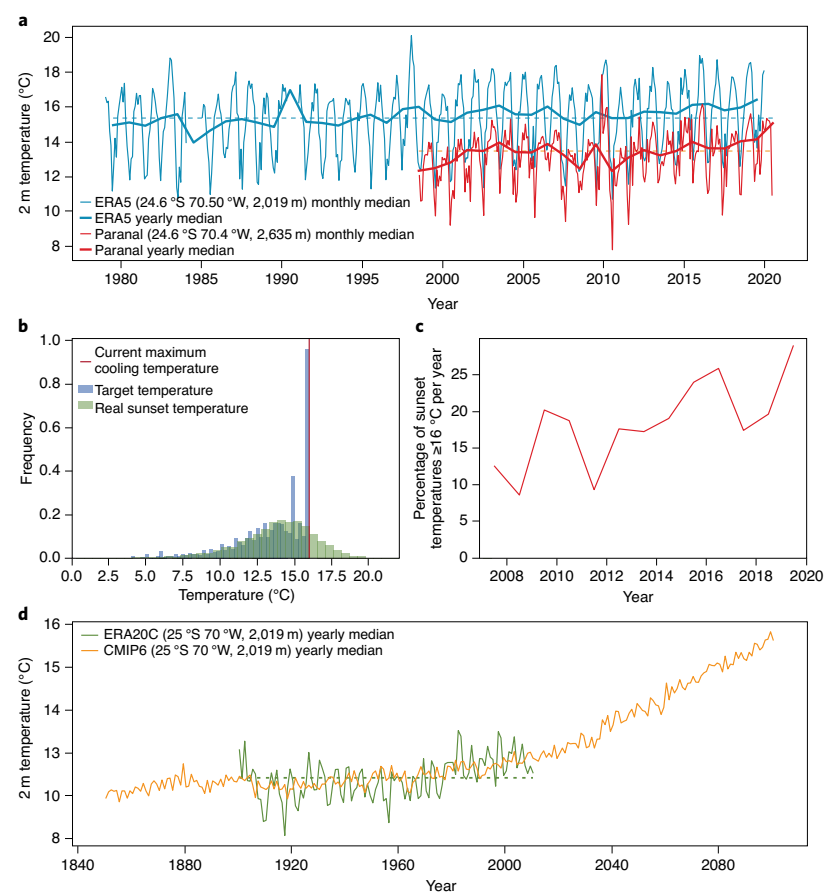 a
20
18
16
14
12
10
8
2 m temperature (°C)
ERA5 (24.6 °S 70.50 °W, 2,019 m) monthly median
ERA5 yearly median
Paranal (24.6 °S 70.4 °W, 2,635 m) monthly median
Paranal yearly median
1980 1985 1990 1995 2000 2005 2010 2015 2020
Year
b
1.0
0.8
0.6
0.4
0.2
0.0
Frequency
Current maximum
cooling temperature
Target temperature
Real sunset temperature
0.0 2.5 5.0 7.5 10.0 12.5 15.0 17.5 20.0
Temperature (°C)
c
25
20
15
10
5
0
Percentage of sunset
temperatures ≥16 °C per year
2008 2010 2012 2014 2016 2018 2020
Year
d
16
15
14
13
10
8
2 m temperature (°C)
ERA20C (25 °S 70 °W, 2,019 m) yearly median
CMIP6 (25 °S 70 °W, 2,019 m) yearly median
1840 1880 1920 1960 2000 2040 2080
Year